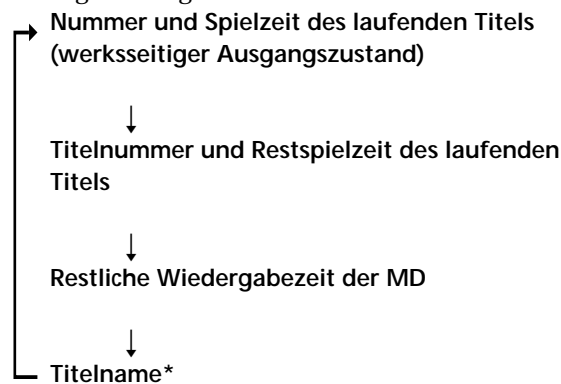 Nummer und Spielzeit des laufenden Titels
(werksseitiger Ausgangszustand)
Titelnummer und Restspielzeit des laufenden
Titels
Restliche Wiedergabezeit der MD
Titelname*